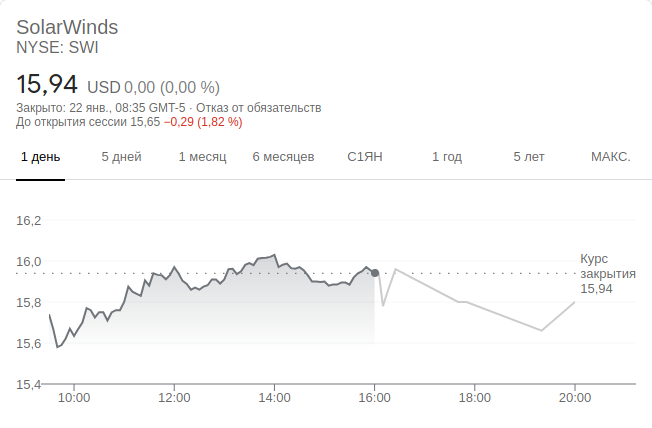 SolarWinds
NYSE: SWI
15,94 USD 0,00 (0,00 %)
Закрыто: 22 янв., 08:35 GMT-5 · Отказ от обязательств
До открытия сессии 15,65 −0,29 (1,82 %)
1 день 5 дней 1 месяц 6 месяцев С1ЯН 1 год 5 лет МАКС.
16,2
16,0
15,8
15,6
15,4
Курс
закрытия
15,94
10:00 12:00 14:00 16:00 18:00 20:00